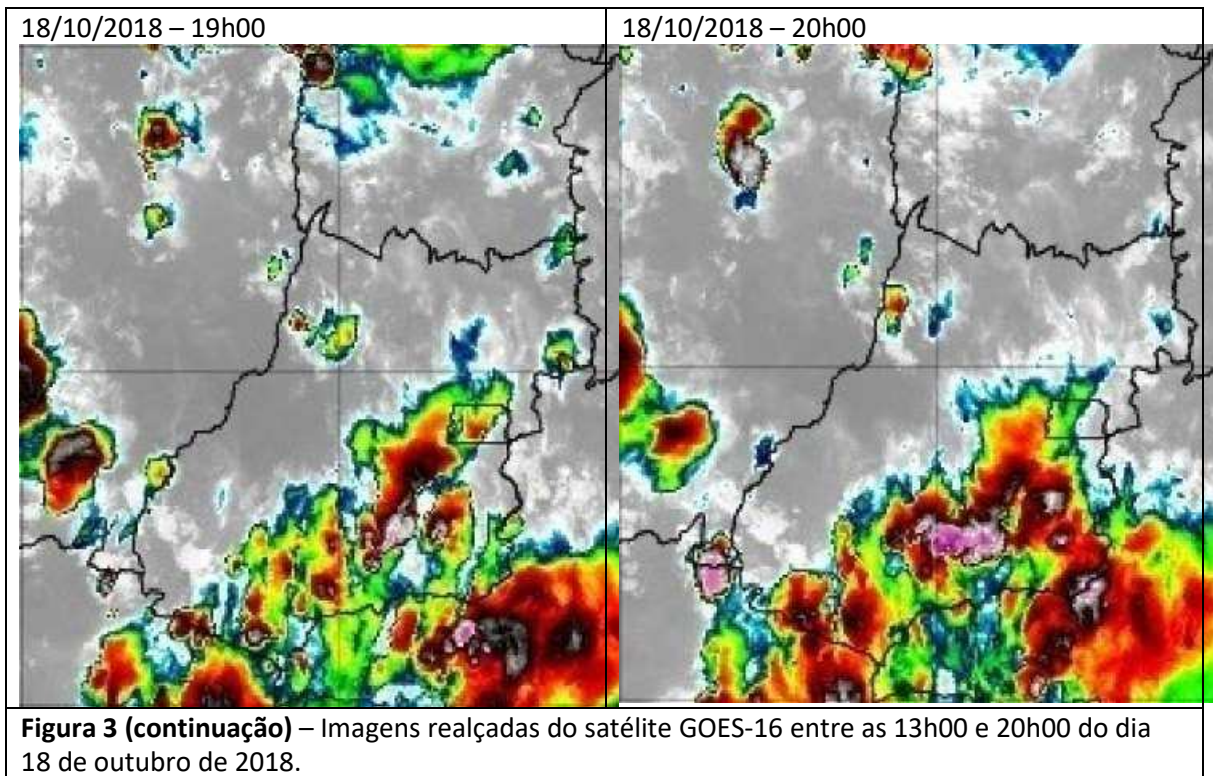 18/10/2018 – 19h00
18/10/2018 – 20h00
Figura 3 (continuação) – Imagens realçadas do satélite GOES-16 entre as 13h00 e 20h00 do dia
18 de outubro de 2018.